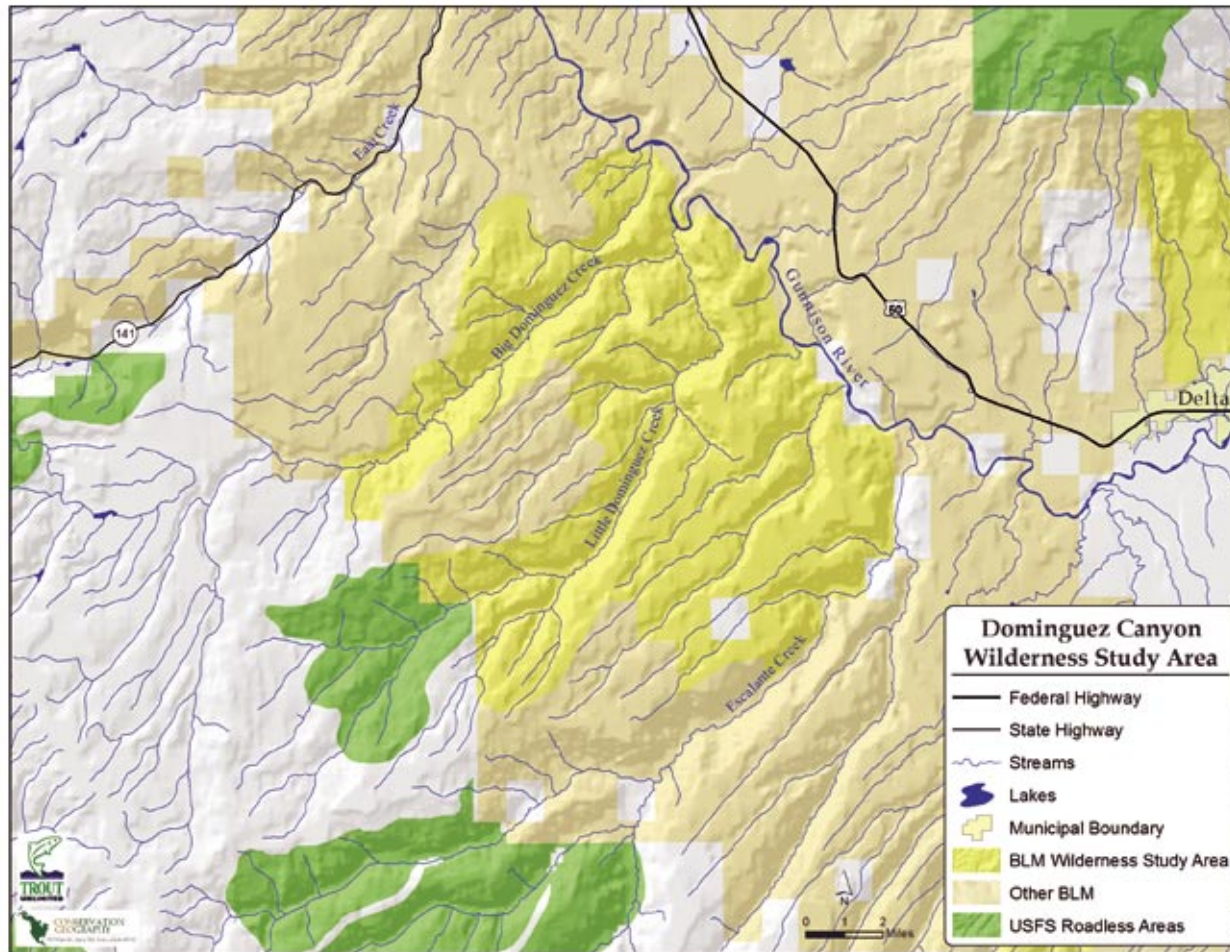 East Creek
141
Big Dominguez Creek
Gunnison River
50
Delta
Little Dominguez Creek
Escalante Creek
Dominguez Canyon
Wilderness Study Area
Federal Highway
State Highway
Streams
Lakes
Municipal Boundary
BLM Wilderness Study Area
Other BLM
USFS Roadless Areas
N
0 1 2
Miles
TROUT
UNLIMITED
CONSERVATION
GEOGRAPHY